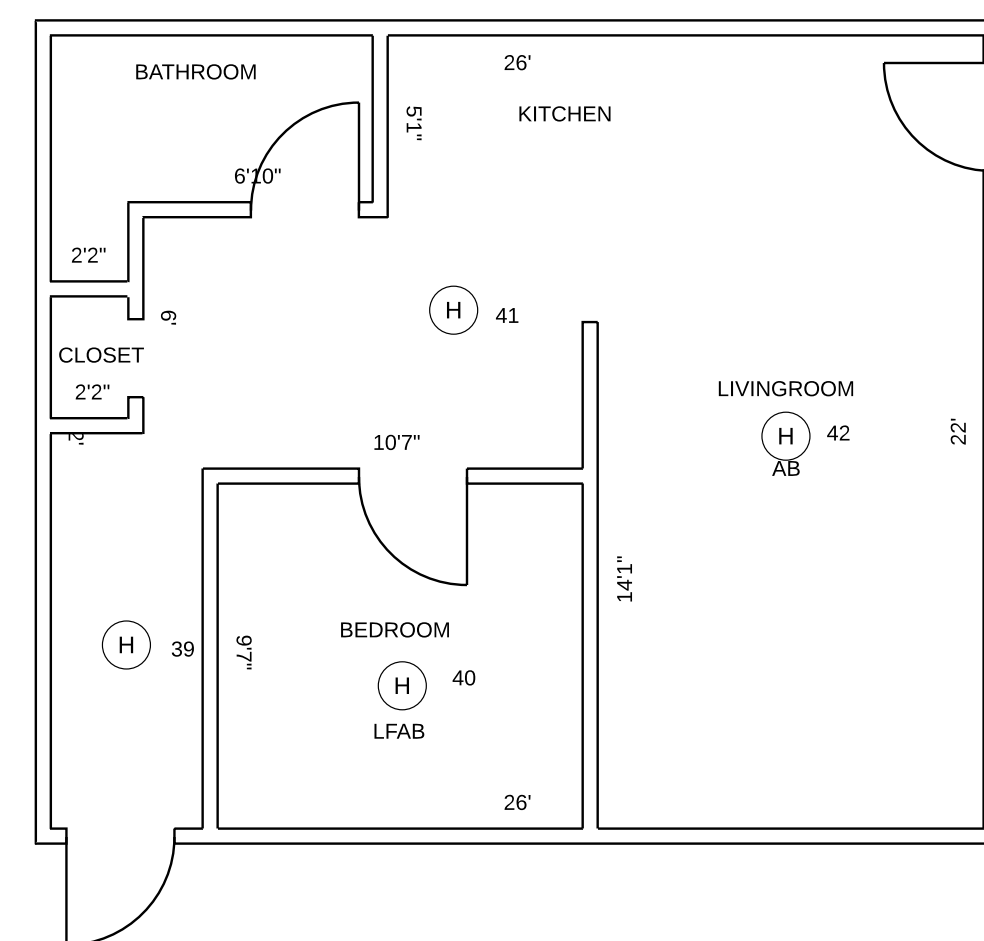 26'
BATHROOM
KITCHEN
5'1"
6'10"
2'2"
H
41
6'
CLOSET
2'2"
LIVINGROOM
2'
10'7"
H
42
22'
AB
14'1"
BEDROOM
H
39
9'7"
H
40
LFAB
26'